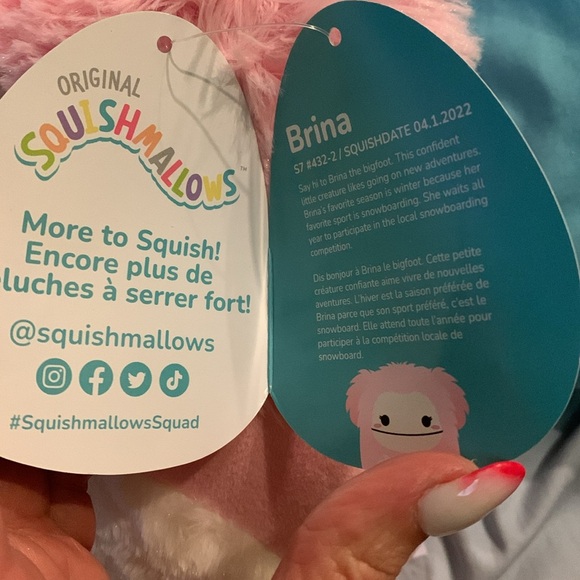 ORIGINAL
SQUISHMALLOWS™
More to Squish!
Encore plus de
eluches à serrer fort!
@squishmallows
#SquishmallowsSquad
Brina
S7 #432-2 / SQUISHDATE 04.1.2022
Say hi to Brina the bigfoot. This confident
little creature likes going on new adventures.
Brina's favorite season is winter because her
favorite sport is snowboarding. She waits all
year to participate in the local snowboarding
competition.
Dis bonjour à Brina le bigfoot. Cette petite
créature confiante aime vivre de nouvelles
aventures. L'hiver est la saison préférée de
Brina parce que son sport préféré, c'est le
snowboard. Elle attend toute l'année pour
participer à la compétition locale de
snowboard.